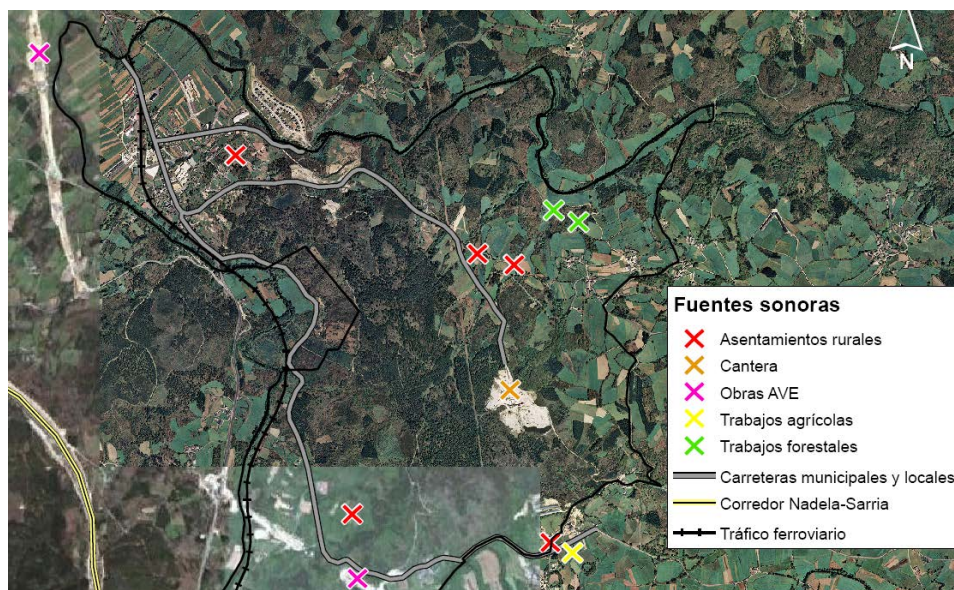 N
Fuentes sonoras
Asentamientos rurales
Cantera
Obras AVE
Trabajos agrícolas
Trabajos forestales
Carreteras municipales y locales
Corredor Nadela-Sarria
Tráfico ferroviario